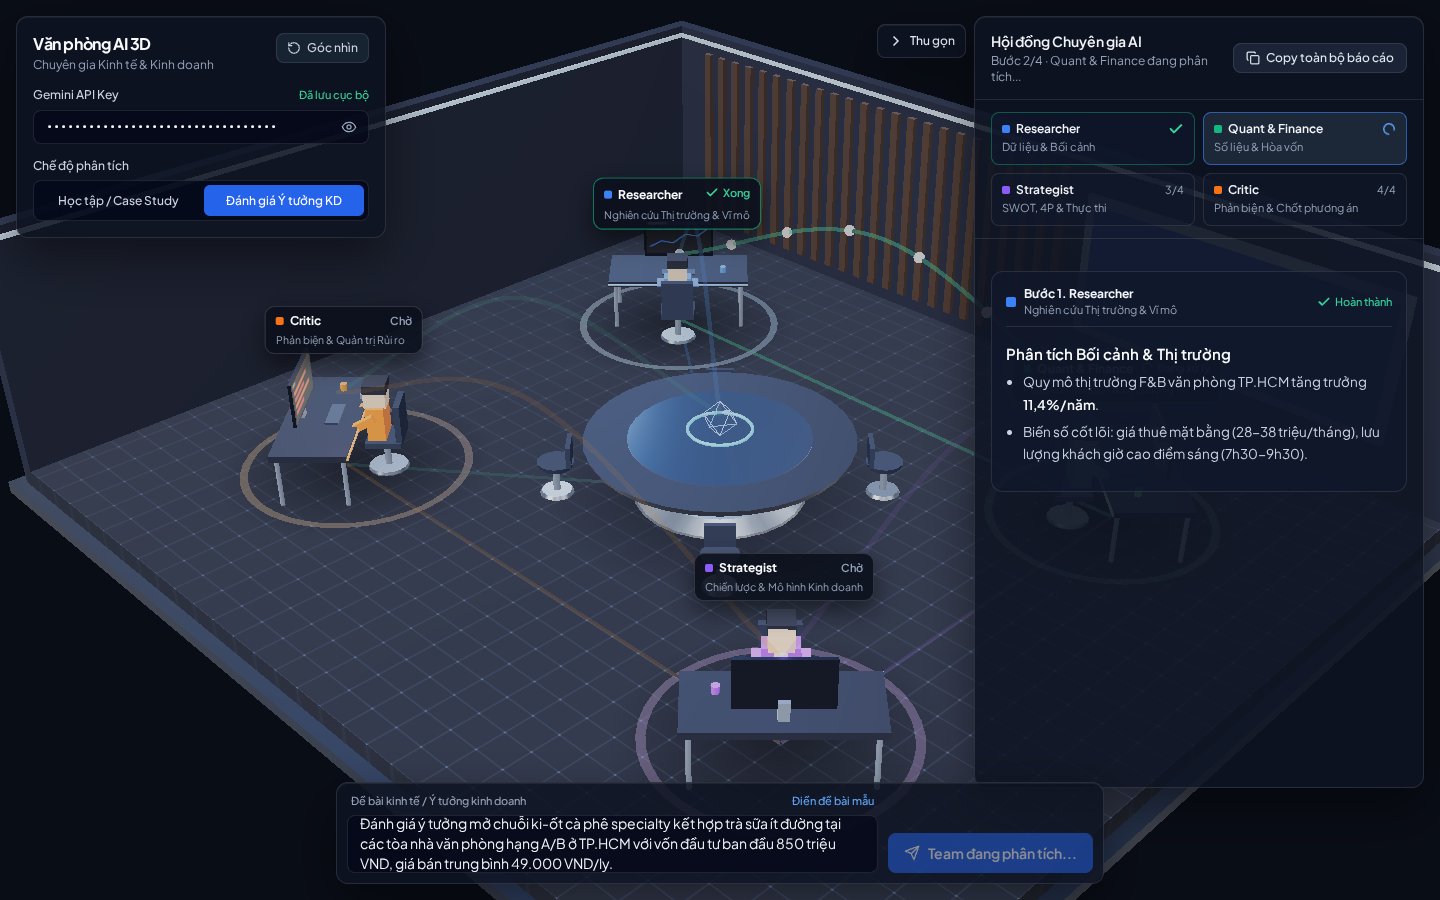 Văn phòng AI 3D
Chuyên gia Kinh tế & Kinh doanh
Góc nhìn
Gemini API Key
Đã lưu cục bộ
Chế độ phân tích
Học tập / Case Study
Đánh giá Ý tưởng KD
Thu gọn
Hội đồng Chuyên gia AI
Bước 2/4 · Quant & Finance đang phân
tích...
Copy toàn bộ báo cáo
Researcher
Dữ liệu & Bối cảnh
Quant & Finance
Số liệu & Hòa vốn
Strategist
3/4
SWOT, 4P & Thực thi
Critic
4/4
Phản biện & Chốt phương án
Bước 1. Researcher
Nghiên cứu Thị trường & Vĩ mô
Hoàn thành
Phân tích Bối cảnh & Thị trường
Quy mô thị trường F&B văn phòng TP.HCM tăng trưởng
11,4%/năm.
Biến số cốt lõi: giá thuê mặt bằng (28–38 triệu/tháng), lưu
lượng khách giờ cao điểm sáng (7h30–9h30).
Researcher
Xong
Nghiên cứu Thị trường & Vĩ mô
Critic
Chờ
Phản biện & Quản trị Rủi ro
Strategist
Chờ
Chiến lược & Mô hình Kinh doanh
Đề bài kinh tế / Ý tưởng kinh doanh
Điền đề bài mẫu
Đánh giá ý tưởng mở chuỗi ki-ốt cà phê specialty kết hợp trà sữa ít đường tại
các tòa nhà văn phòng hạng A/B ở TP.HCM với vốn đầu tư ban đầu 850 triệu
VND, giá bán trung bình 49.000 VND/ly.
Team đang phân tích...